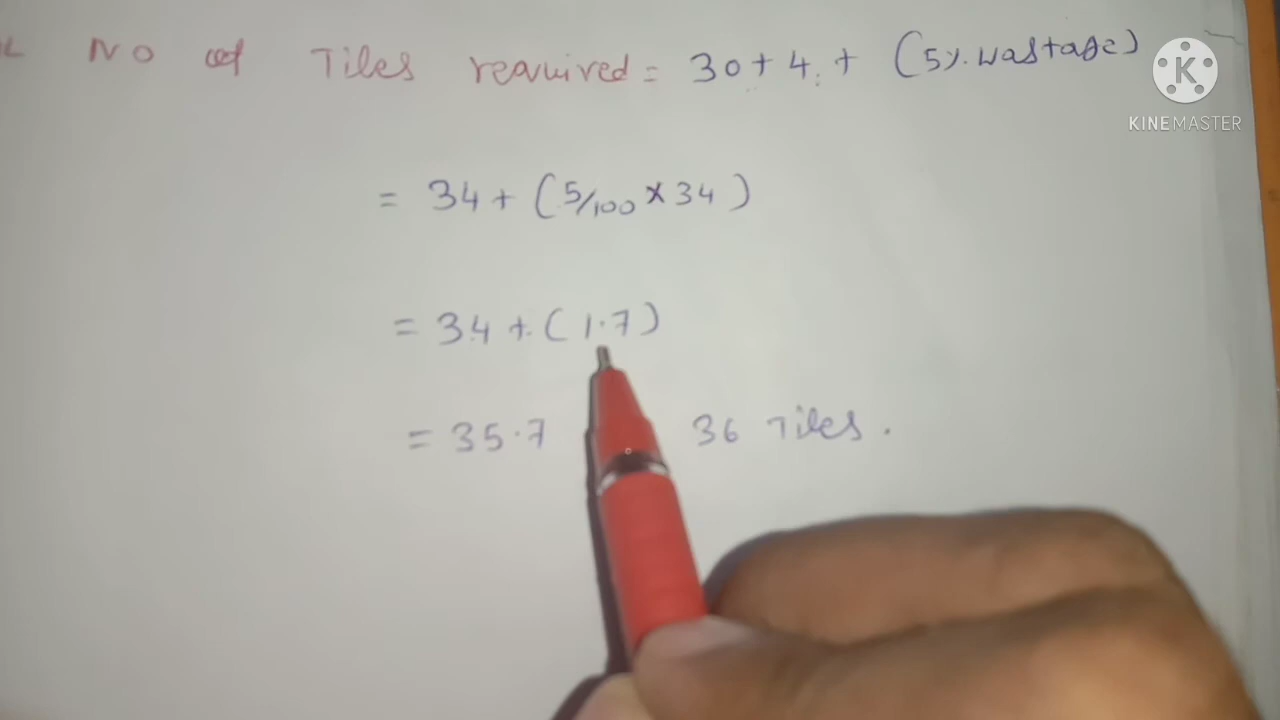 No of Tiles required = 30 + 4 + (5%.wastage)
K
KINEMASTER
= 34 + (5/100 × 34)
= 34 + (1.7)
= 35.7 36 Tiles.